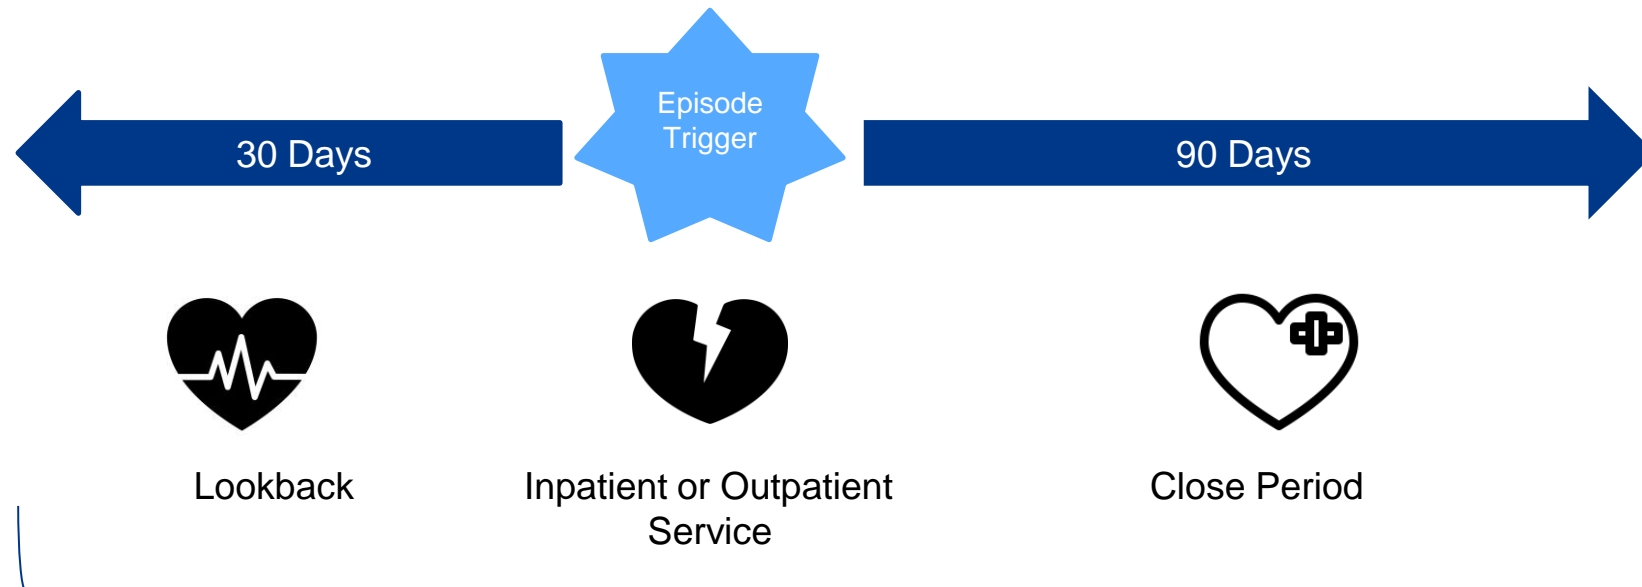 Episode
Trigger
30 Days
90 Days
Lookback
Inpatient or Outpatient
Service
Close Period